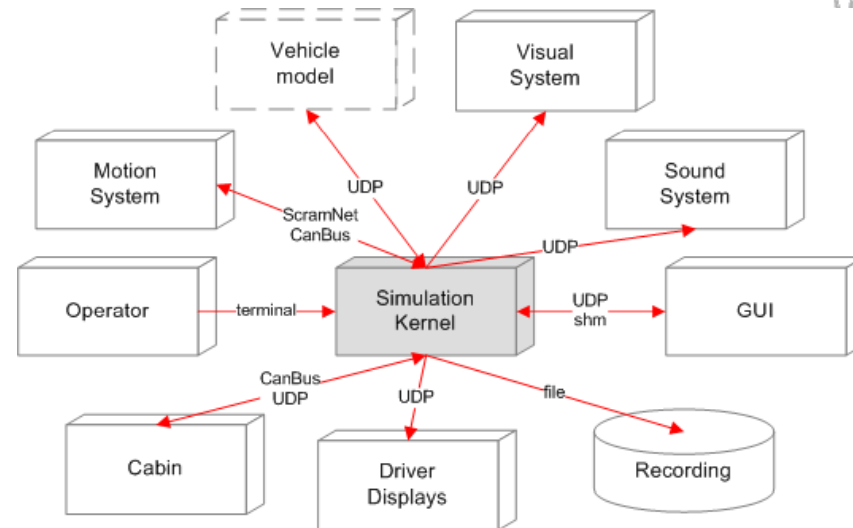 Vehicle
model
Visual
System
Motion
System
UDP
UDP
Sound
System
ScramNet
CanBus
UDP
Operator
terminal
Simulation
Kernel
UDP
shm
GUI
CanBus
UDP
UDP
file
Cabin
Driver
Displays
Recording